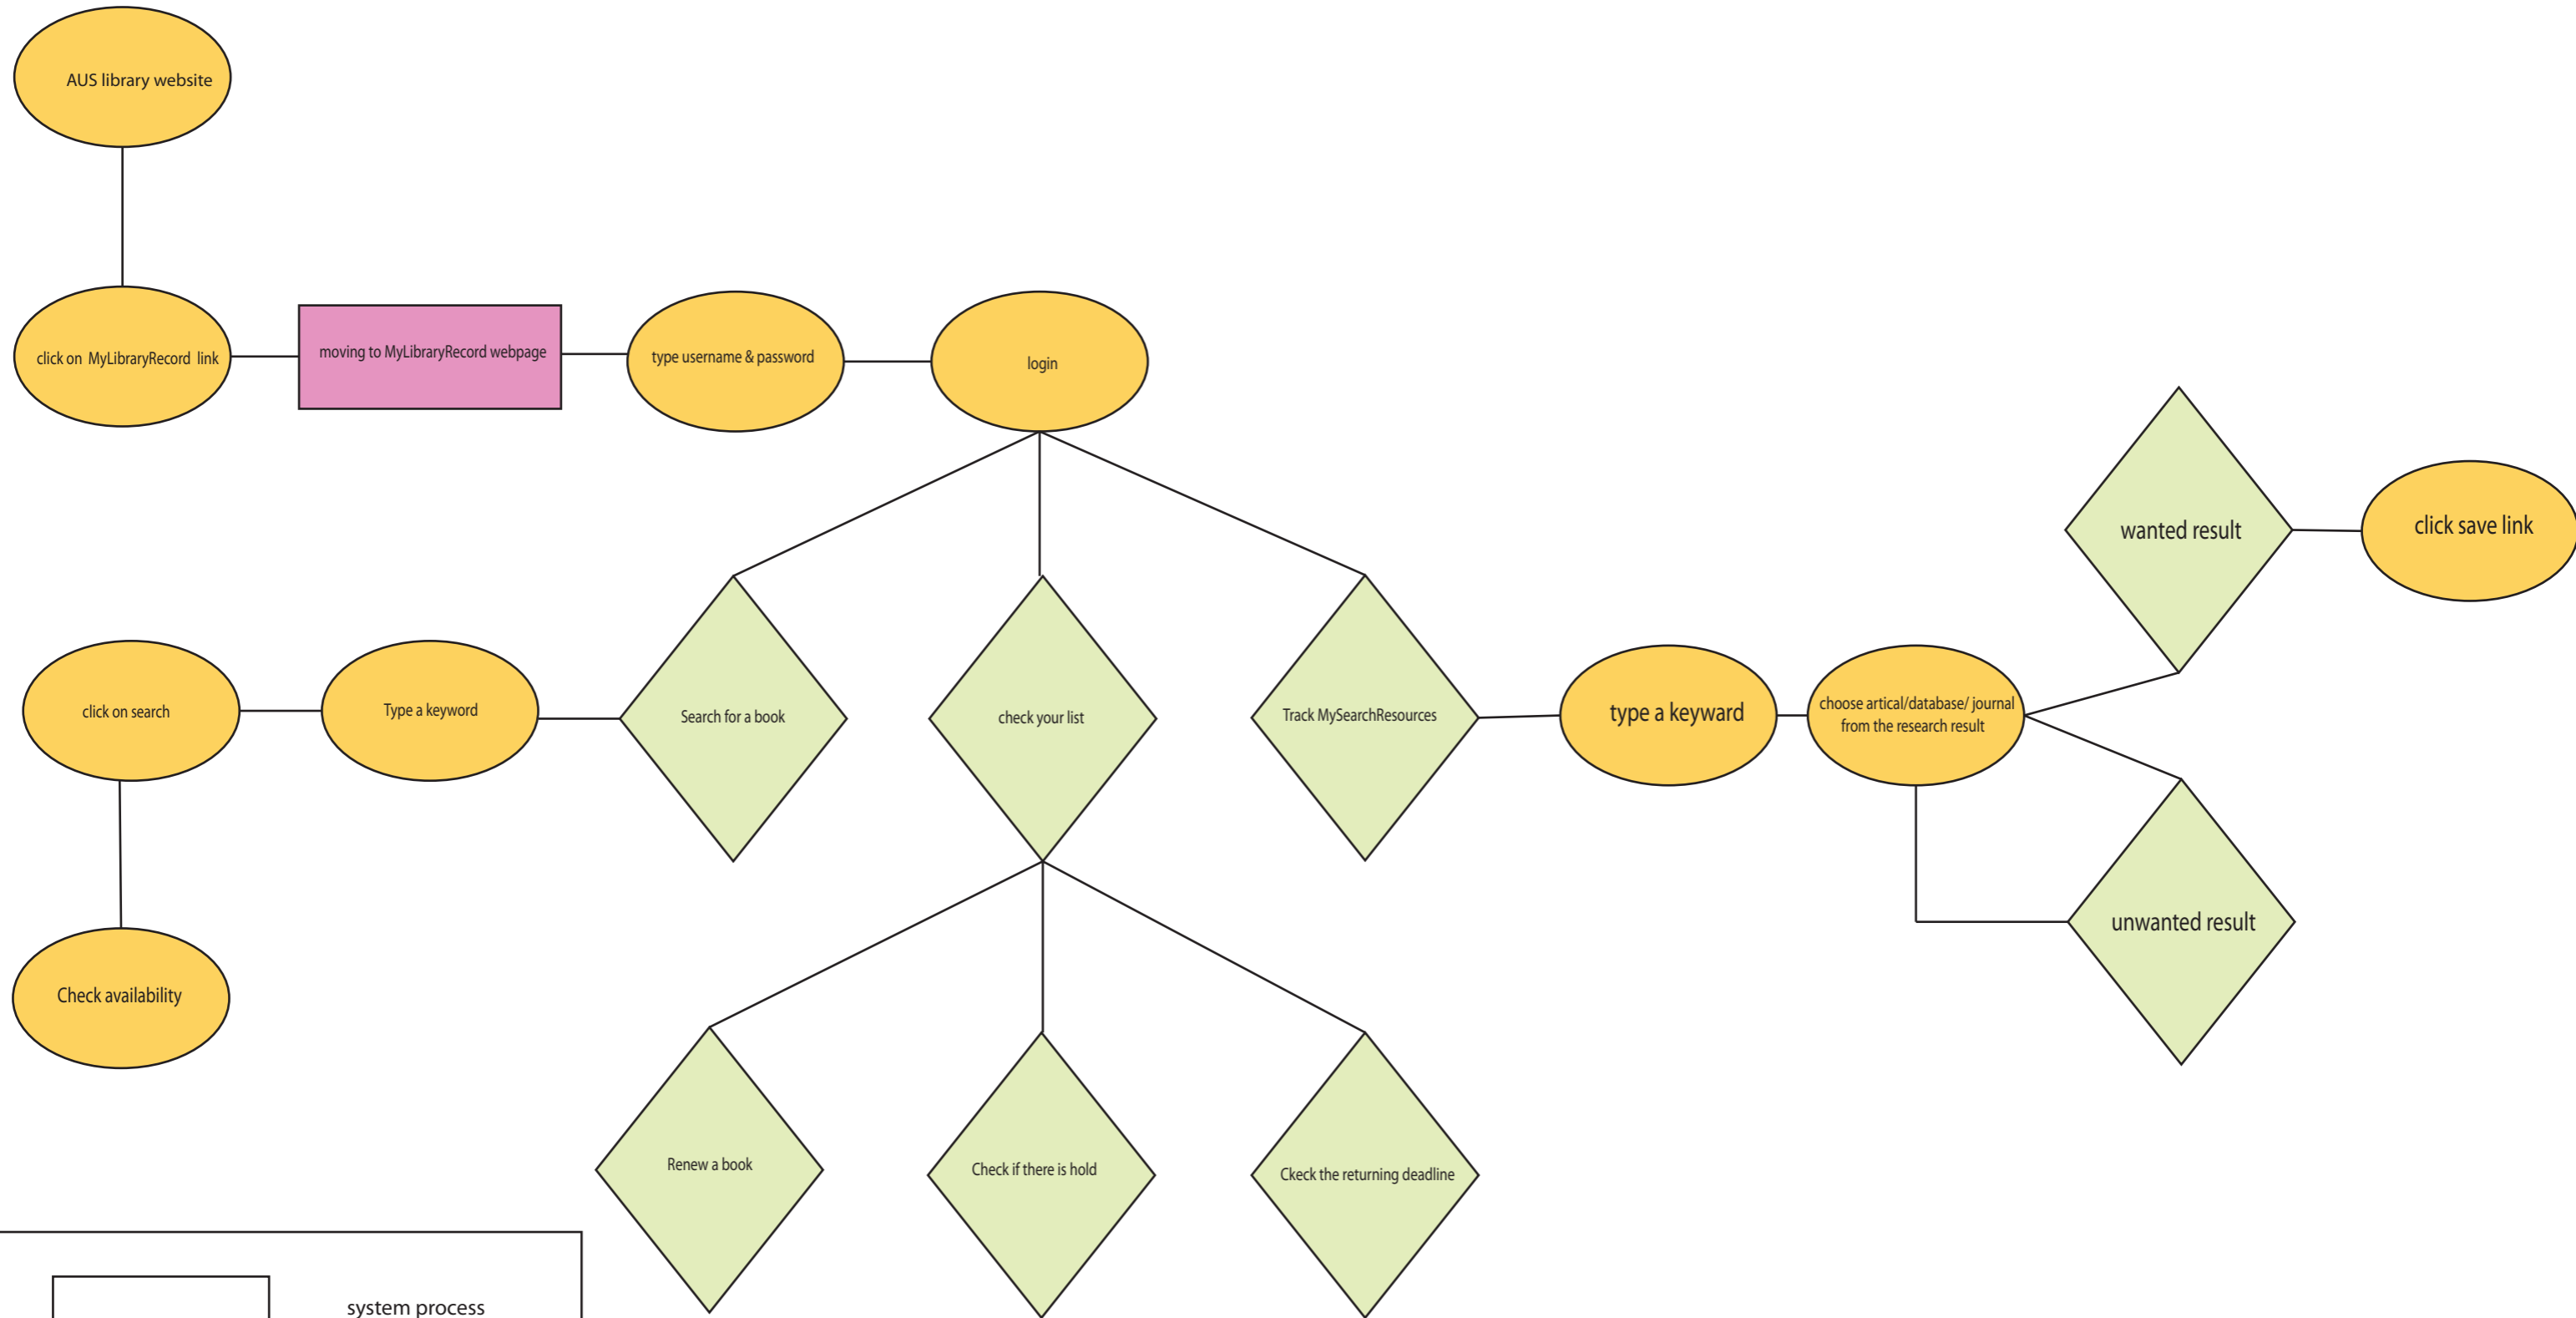 AUS library website
click on MyLibraryRecord link
moving to MyLibraryRecord webpage
type username & password
login
wanted result
click save link
click on search
Type a keyword
Search for a book
check your list
Track MySearchResources
type a keyward
choose artical/database/ journal
from the research result
unwanted result
Check availability
Renew a book
Check if there is hold
Ckeck the returning deadline
system process